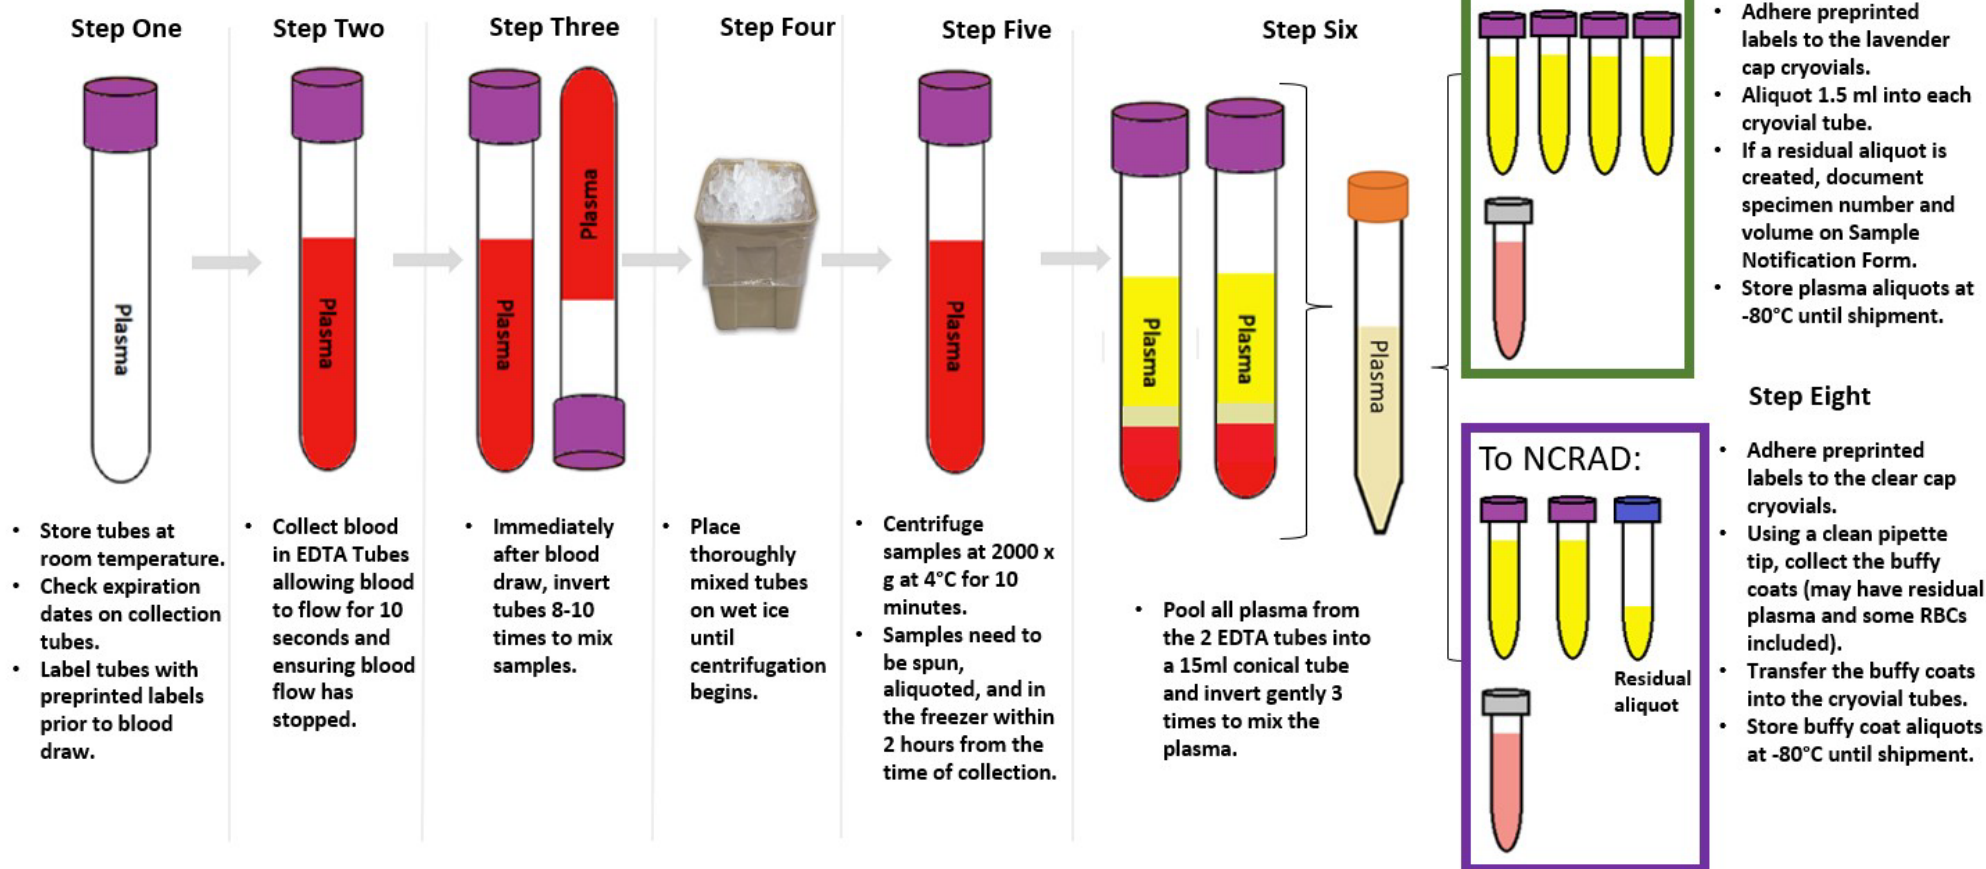 Step One
Plasma
• Store tubes at
room temperature.
• Check expiration
dates on collection
tubes.
• Label tubes with
preprinted labels
prior to blood
draw.
Step Two
Plasma
• Collect blood
in EDTA Tubes
allowing blood
to flow for 10
seconds and
ensuring blood
flow has
stopped.
Step Three
Plasma
Plasma
• Immediately
after blood
draw, invert
tubes 8-10
times to mix
samples.
Step Four
• Place
thoroughly
mixed tubes
on wet ice
until
centrifugation
begins.
Step Five
Plasma
• Centrifuge
samples at 2000 x
g at 4°C for 10
minutes.
• Samples need to
be spun,
aliquoted, and in
the freezer within
2 hours from the
time of collection.
Step Six
Plasma
Plasma
Plasma
• Pool all plasma from
the 2 EDTA tubes into
a 15ml conical tube
and invert gently 3
times to mix the
plasma.
• Adhere preprinted
labels to the lavender
cap cryovials.
• Aliquot 1.5 ml into each
cryovial tube.
• If a residual aliquot is
created, document
specimen number and
volume on Sample
Notification Form.
• Store plasma aliquots at
-80°C until shipment.
To NCRAD:
Residual
aliquot
Step Eight
• Adhere preprinted
labels to the clear cap
cryovials.
• Using a clean pipette
tip, collect the buffy
coats (may have residual
plasma and some RBCs
included).
• Transfer the buffy coats
into the cryovial tubes.
• Store buffy coat aliquots
at -80°C until shipment.